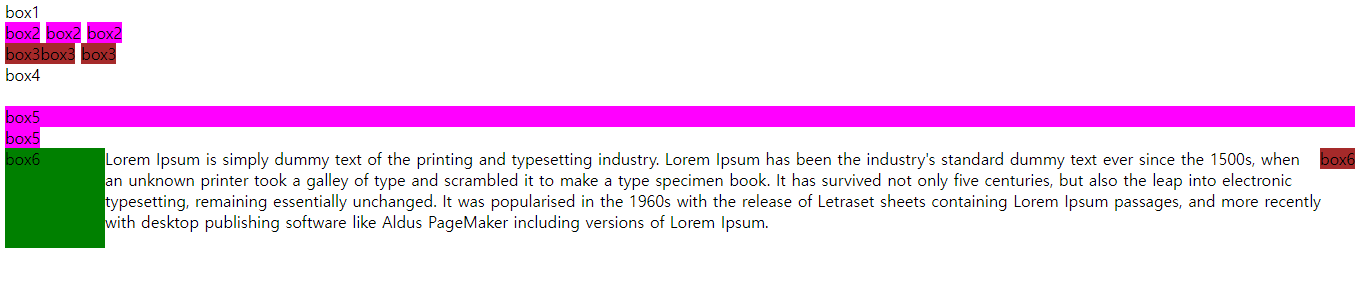 box1
box2 box2 box2
box3box3 box3
box4
box5
box5
box6 Lorem Ipsum is simply dummy text of the printing and typesetting industry. Lorem Ipsum has been the industry's standard dummy text ever since the 1500s, when box6
an unknown printer took a galley of type and scrambled it to make a type specimen book. It has survived not only five centuries, but also the leap into electronic
typesetting, remaining essentially unchanged. It was popularised in the 1960s with the release of Letraset sheets containing Lorem Ipsum passages, and more recently
with desktop publishing software like Aldus PageMaker including versions of Lorem Ipsum.